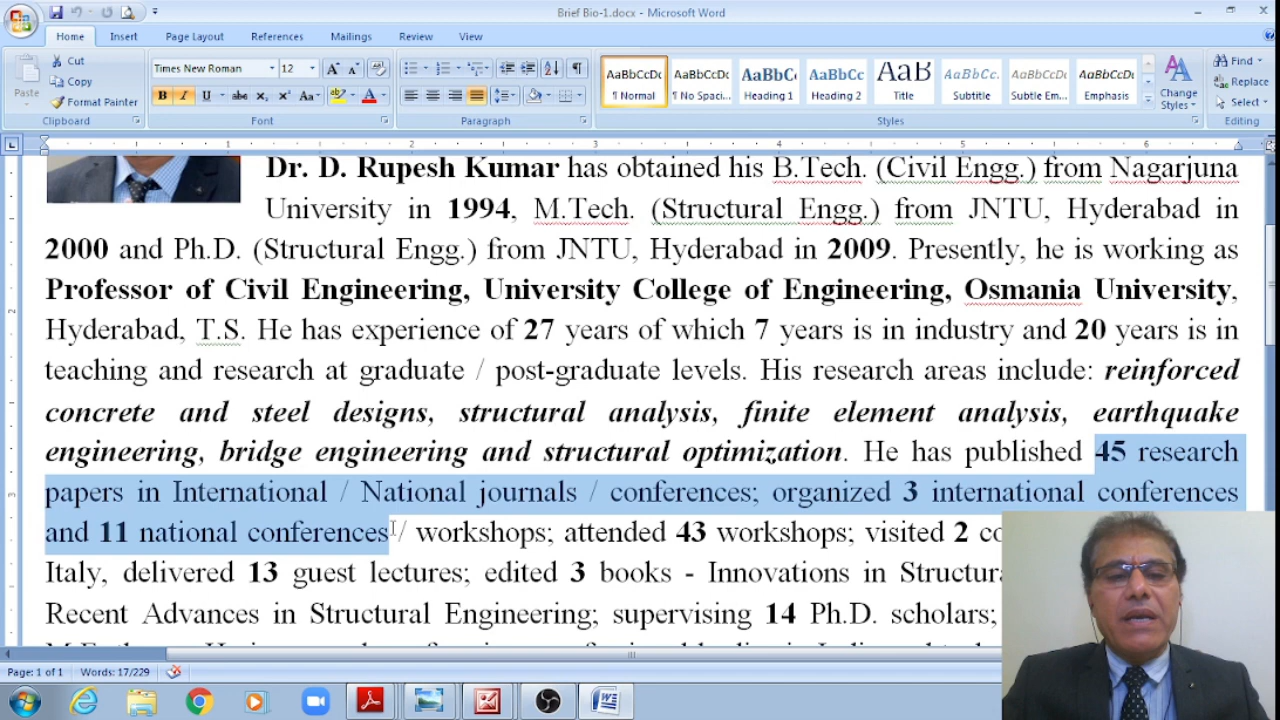 Brief Bio-1.docx - Microsoft Word
Home Insert Page Layout References Mailings Review View
Cut
Copy
Format Painter
Paste
Clipboard
Times New Roman 12
Font
Paragraph
AaBbCcDc AaBbCcDc AaBbC AaBbCc AaB AaBbCc. AaBbCcDc AaBbCcDc
¶ Normal ¶ No Spaci... Heading 1 Heading 2 Title Subtitle Subtle Em... Emphasis
Change Styles
Styles
Find
Replace
Select
Editing
1 2 3 4 5 6
Dr. D. Rupesh Kumar has obtained his B.Tech. (Civil Engg.) from Nagarjuna
University in 1994, M.Tech. (Structural Engg.) from JNTU, Hyderabad in
2000 and Ph.D. (Structural Engg.) from JNTU, Hyderabad in 2009. Presently, he is working as
Professor of Civil Engineering, University College of Engineering, Osmania University,
Hyderabad, T.S. He has experience of 27 years of which 7 years is in industry and 20 years is in
teaching and research at graduate / post-graduate levels. His research areas include: reinforced
concrete and steel designs, structural analysis, finite element analysis, earthquake
engineering, bridge engineering and structural optimization. He has published 45 research
papers in International / National journals / conferences; organized 3 international conferences
and 11 national conferences / workshops; attended 43 workshops; visited 2
Italy, delivered 13 guest lectures; edited 3 books - Innovations in
Recent Advances in Structural Engineering; supervising 14 Ph.D. scholars;
Page: 1 of 1 Words: 17/229